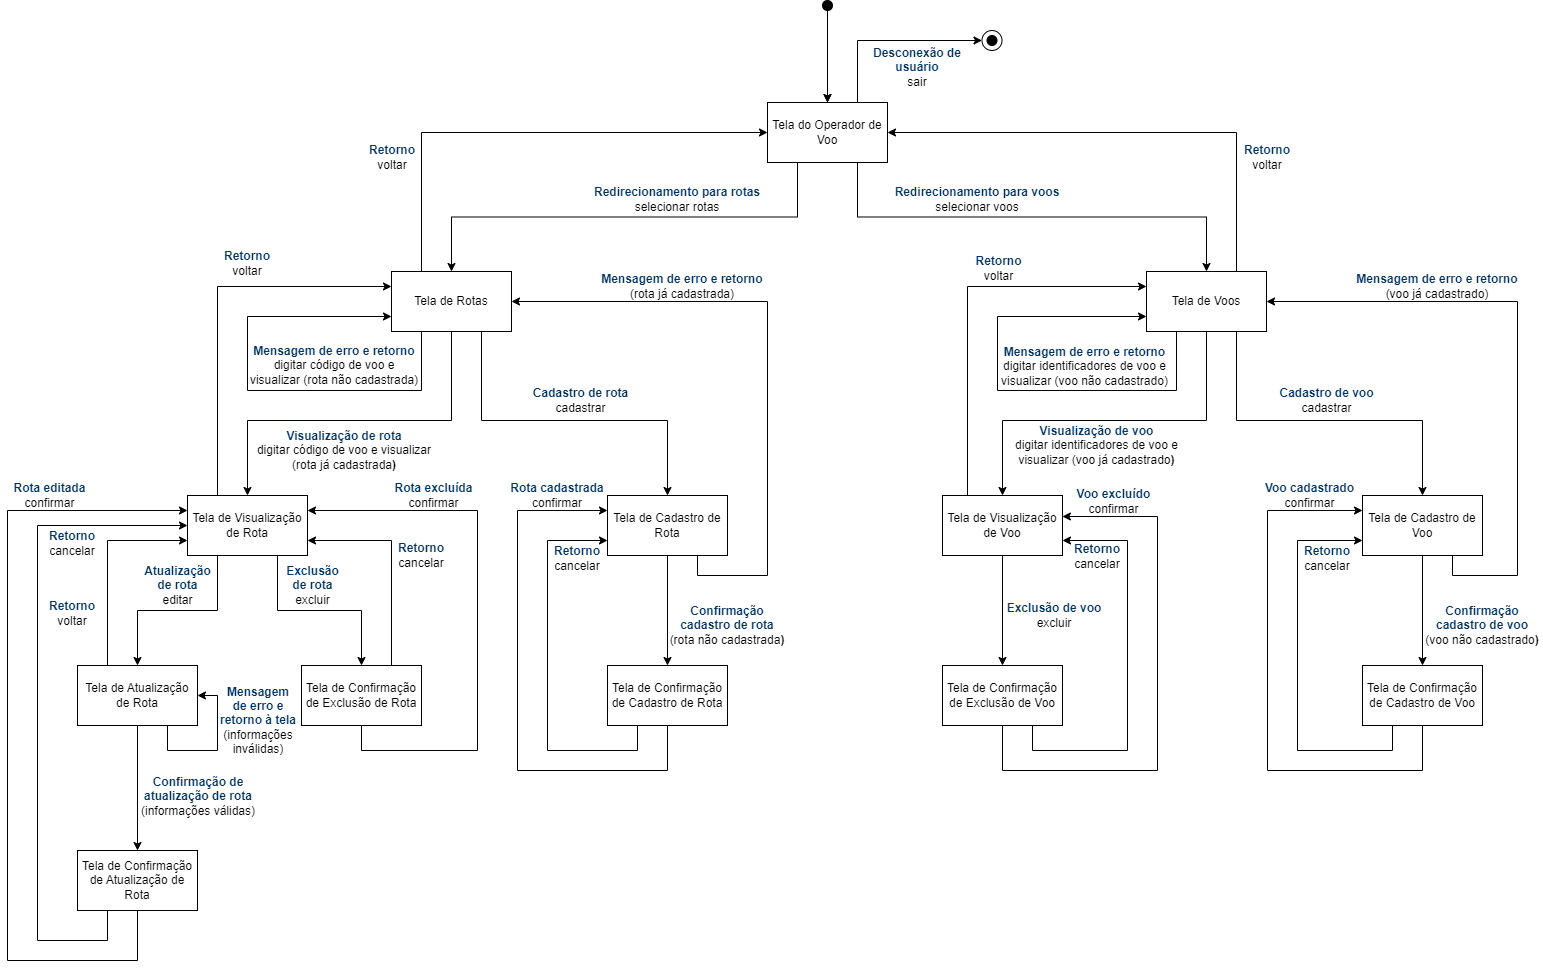 Desconexão de
usuário
sair
Tela do Operador de
Voo
Retorno
voltar
Retorno
voltar
Redirecionamento para rotas
selecionar rotas
Redirecionamento para voos
selecionar voos
Retorno
voltar
Tela de Rotas
Mensagem de erro e retorno
(rota já cadastrada)
Retorno
voltar
Tela de Voos
Mensagem de erro e retorno
(voo já cadastrado)
Mensagem de erro e retorno
digitar código de voo e
visualizar (rota não cadastrada)
Mensagem de erro e retorno
digitar identificadores de voo e
visualizar (voo não cadastrado)
Cadastro de rota
cadastrar
Cadastro de voo
cadastrar
Visualização de rota
digitar código de voo e visualizar
(rota já cadastrada)
Visualização de voo
digitar identificadores de voo e
visualizar (voo já cadastrado)
Rota editada
confirmar
Rota excluída
confirmar
Rota cadastrada
confirmar
Voo excluído
confirmar
Voo cadastrado
confirmar
Tela de Visualização
de Rota
Tela de Cadastro de
Rota
Tela de Visualização
de Voo
Tela de Cadastro de
Voo
Retorno
cancelar
Retorno
cancelar
Retorno
cancelar
Retorno
cancelar
Retorno
cancelar
Atualização
de rota
editar
Exclusão
de rota
excluir
Retorno
voltar
Confirmação
cadastro de rota
(rota não cadastrada)
Exclusão de voo
excluir
Confirmação
cadastro de voo
(voo não cadastrado)
Tela de Atualização
de Rota
Mensagem
de erro e
retorno à tela
(informações
inválidas)
Tela de Confirmação
de Exclusão de Rota
Tela de Confirmação
de Cadastro de Rota
Tela de Confirmação
de Exclusão de Voo
Tela de Confirmação
de Cadastro de Voo
Confirmação de
atualização de rota
(informações válidas)
Tela de Confirmação
de Atualização de
Rota